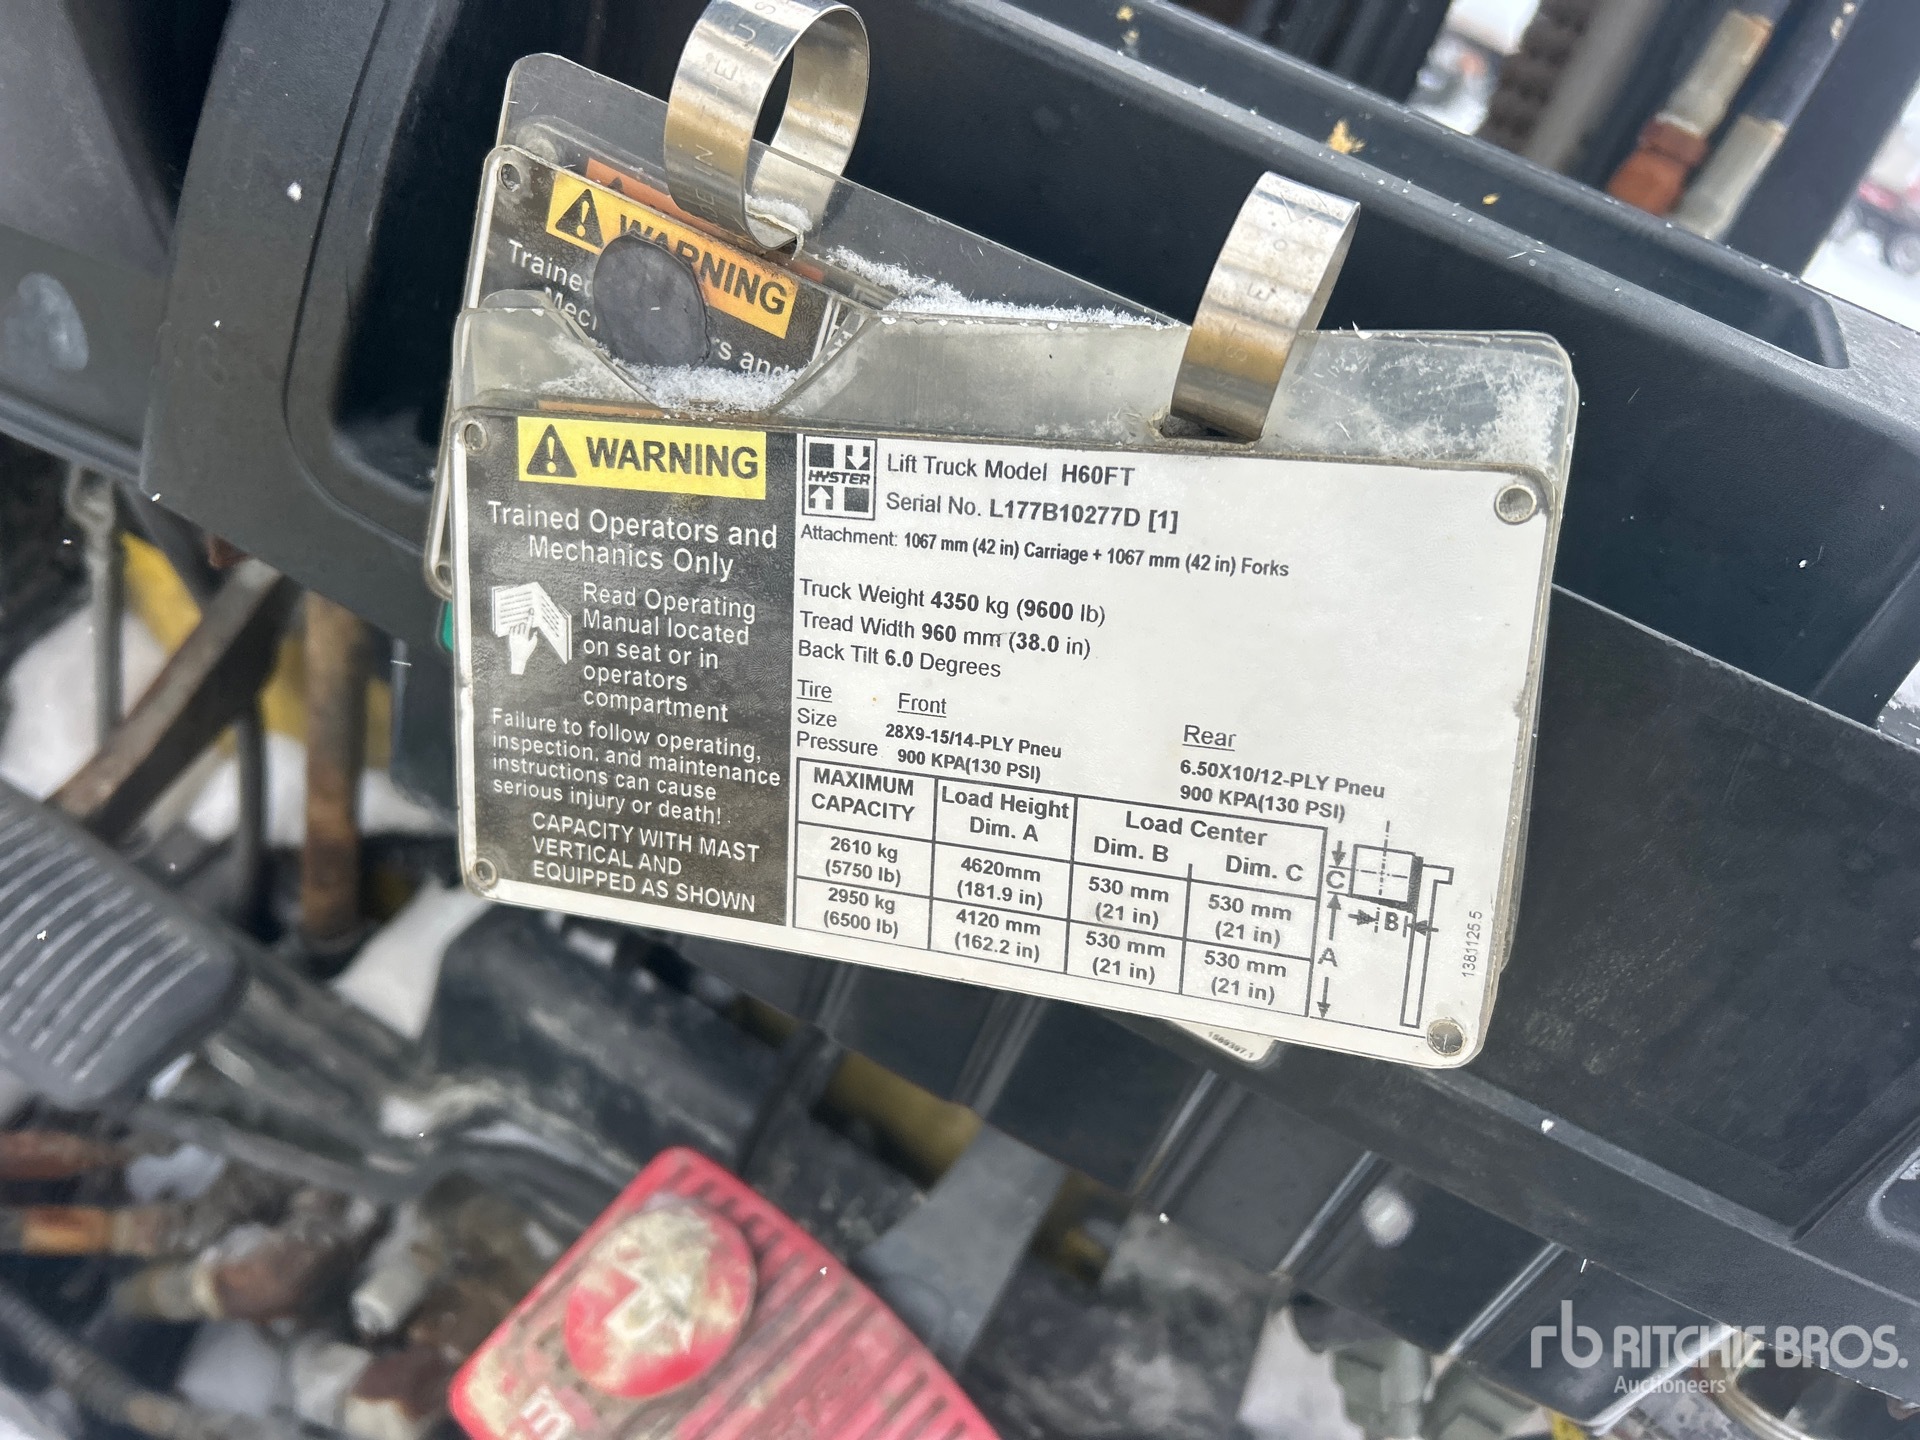 WARNING
Trained
Mec
rs and
WARNING
Trained Operators and
Mechanics Only
Read Operating
Manual located
on seat or in
operators
compartment
Failure to follow operating,
inspection. and maintenance
instructions can cause
serious injury or death!
CAPACITY WITH MAST
VERTICAL AND
EQUIPPED AS SHOWN
HYSTER
Lift Truck Model H60FT
Serial No. L177B10277D [1]
Attachment: 1067 mm (42 in) Carriage + 1067 mm (42 in) Forks
Truck Weight 4350 kg (9600 lb)
Tread Width 960 mm (38.0 in)
Back Tilt 6.0 Degrees
Tire Front Rear
Size 28X9-15/14-PLY Pneu 6.50X10/12-PLY Pneu
Pressure 900 KPA(130 PSI) 900 KPA(130 PSI)
MAXIMUM CAPACITY Load Height Dim. A Load Center Dim. B Dim. C
2610 kg (5750 lb) 4620mm (181.9 in) 530 mm (21 in) 530 mm (21 in)
2950 kg (6500 lb) 4120 mm (162.2 in) 530 mm (21 in) 530 mm (21 in)
C
B
A
1381125.5
1589397.1
rb RITCHIE BROS.
Auctioneers